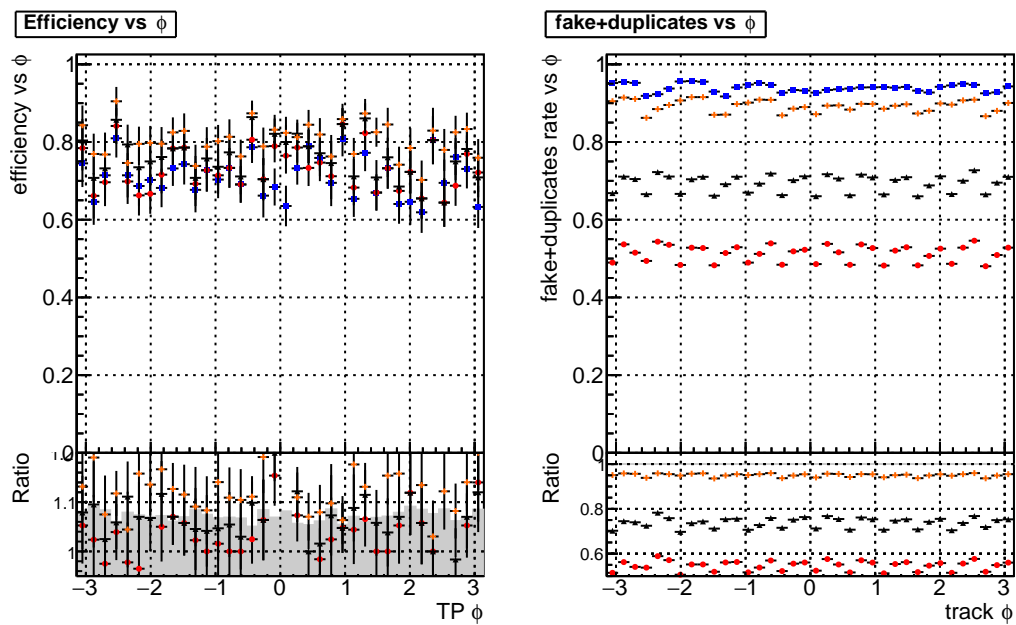 Efficiency vs ϕ
efficiency vs ϕ
1
0.8
0.6
0.4
0.2
0
Ratio
1.1
1
−3 −2 −1 0 1 2 3
TP ϕ
fake+duplicates vs ϕ
fake+duplicates rate vs ϕ
1
0.8
0.6
0.4
0.2
0
Ratio
1
0.8
0.6
−3 −2 −1 0 1 2 3
track ϕ